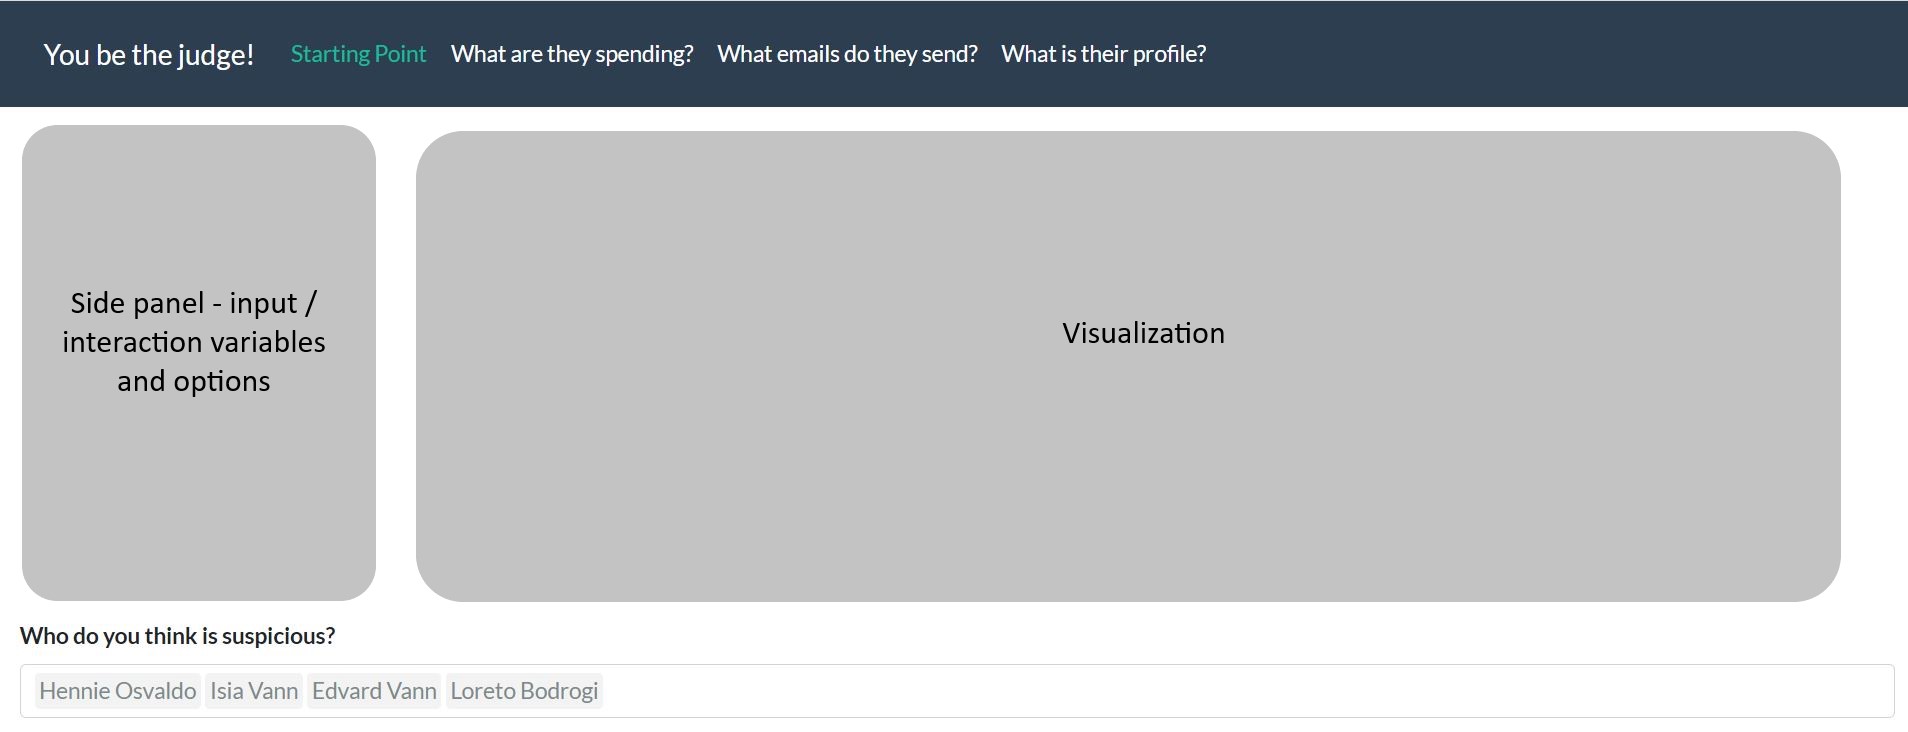 You be the judge! Starting Point What are they spending? What emails do they send? What is their profile?
Side panel - input /
interaction variables
and options
Visualization
Who do you think is suspicious?
Hennie Osvaldo Isia Vann Edvard Vann Loreto Bodrogi